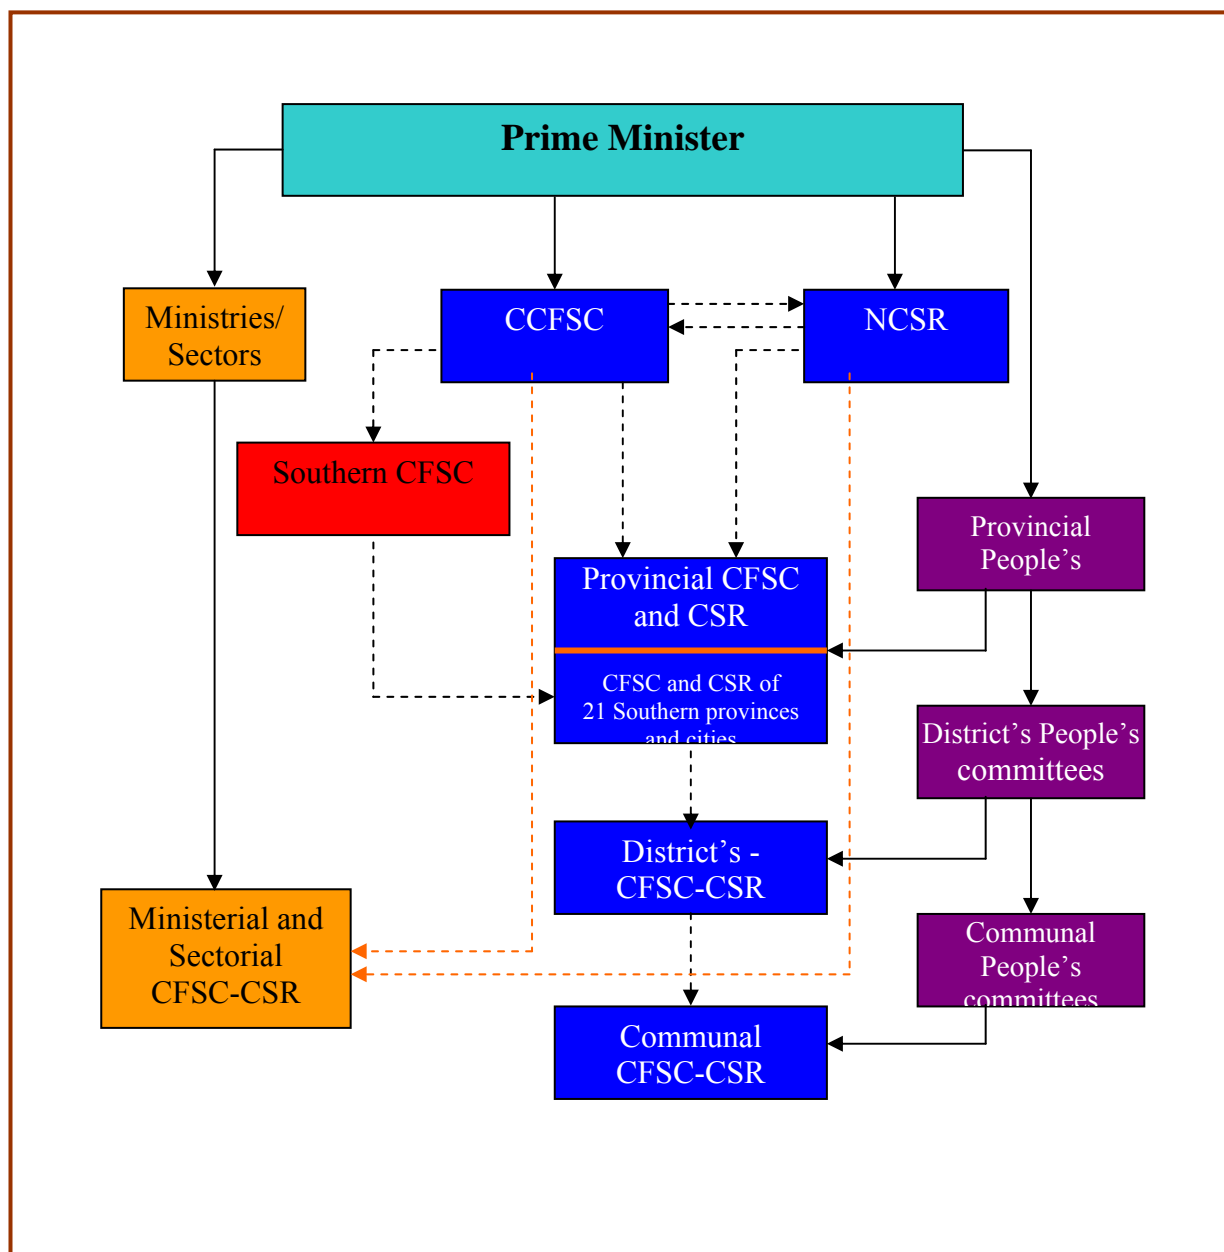 Prime Minister
Ministries/
Sectors
CCFSC
NCSR
Southern CFSC
Provincial
People’s
Provincial CFSC
and CSR
CFSC and CSR of
21 Southern provinces
and cities
District’s People’s
committees
District’s -
CFSC-CSR
Ministerial and
Sectorial
CFSC-CSR
Communal
People’s
committees
Communal
CFSC-CSR